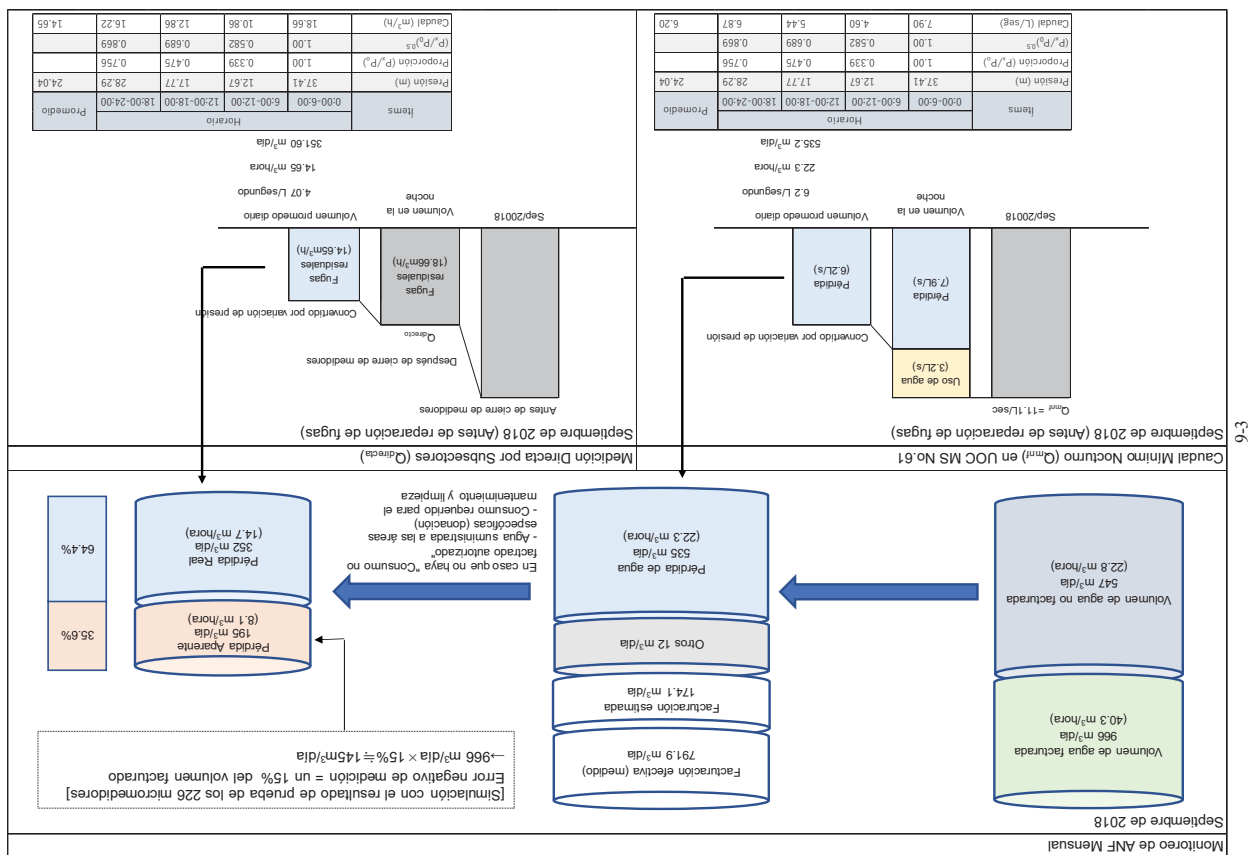 Monitoreo de ANF Mensual
Septiembre de 2018
Volumen de agua facturada
966 m³/día
(40.3 m³/hora)
Volumen de agua no facturada
547 m³/día
(22.8 m³/hora)
Facturación efectiva (medido)
791.9 m³/día
Facturación estimada
174.1 m³/día
Otros 12 m³/día
Pérdida de agua
535 m³/día
(22.3 m³/hora)
[Simulación con el resultado de prueba de los 226 micromedidores]
Error negativo de medición = un 15% del volumen facturado
→966 m³/día × 15%≒145m³/día
Pérdida Aparente
195 m³/día
(8.1 m³/hora)
Pérdida Real
352 m³/día
(14.7 m³/hora)
35.6%
64.4%
En caso que no haya "Consumo no
factrado autorizado"
- Agua suministrada a las áreas
específicas (donación)
- Consumo requerido para el
mantenimiento y limpieza
Caudal Mínimo Nocturno (Qmnf) en UOC MS No.61
Septiembre de 2018 (Antes de reparación de fugas)
Qmnf =11.1L/sec
Uso de agua
(3.2L/s)
Pérdida
(7.9L/s)
Convertido por variación de presión
Pérdida
(6.2L/s)
Sep/20018
Volumen en la
noche
Volumen promedo diario
6.2 L/segundo
22.3 m³/hora
535.2 m³/día
Ítems Horario Promedio
0:00-6:00 6:00-12:00 12:00-18:00 18:00-24:00
Presión (m) 37.41 12.67 17.77 28.29 24.04
Proporción (Pₓ/P₀) 1.00 0.339 0.475 0.756
(Pₓ/P₀)0.5 1.00 0.582 0.689 0.869
Caudal (L/seg) 7.90 4.60 5.44 6.87 6.20
Medición Directa por Subsectores (Qdirecta)
Septiembre de 2018 (Antes de reparación de fugas)
Antes de cierre de medidores
Después de cierre de medidores
Qdirecto
Convertido por variación de presión
Fugas
residuales
(18.66m³/h)
Fugas
residuales
(14.65m³/h)
Sep/20018
Volumen en la
noche
Volumen promedo diario
4.07 L/segundo
14.65 m³/hora
351.60 m³/día
Ítems Horario Promedio
0:00-6:00 6:00-12:00 12:00-18:00 18:00-24:00
Presión (m) 37.41 12.67 17.77 28.29 24.04
Proporción (Pₓ/P₀) 1.00 0.339 0.475 0.756
(Pₓ/P₀)0.5 1.00 0.582 0.689 0.869
Caudal (m³/h) 18.66 10.86 12.86 16.22 14.65
9-3